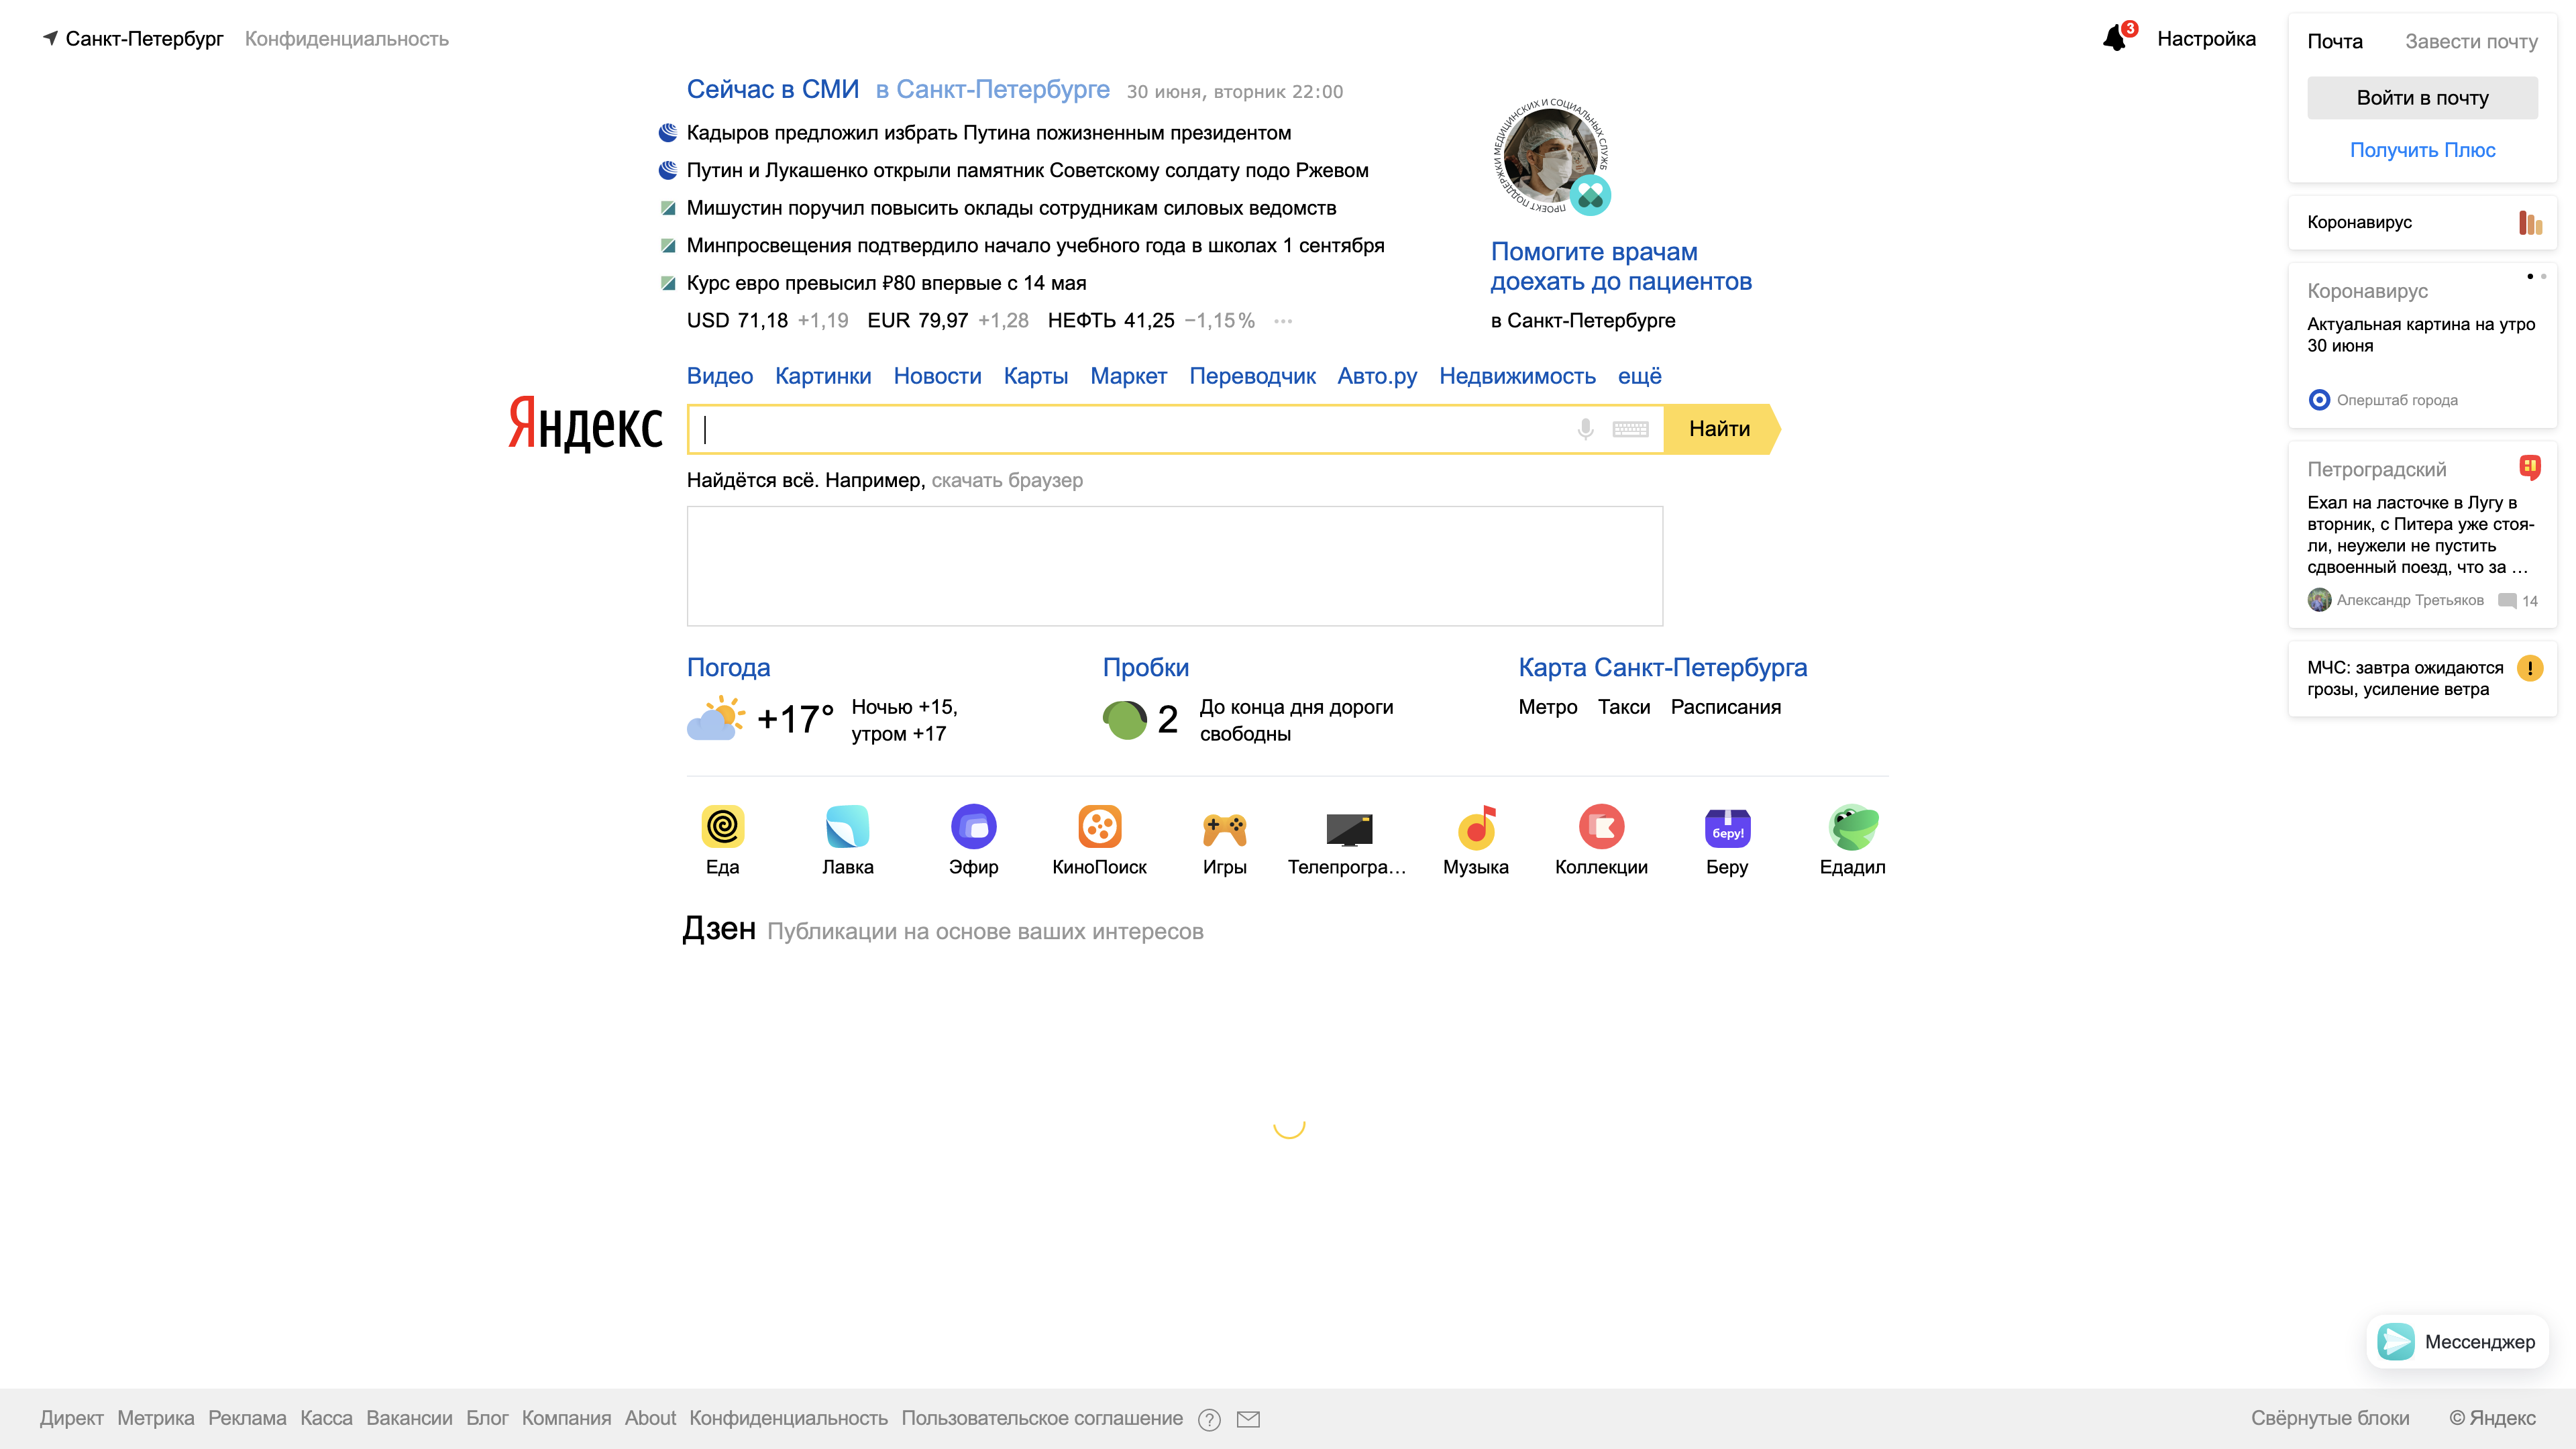 Санкт-Петербург Конфиденциальность
3 Настройка
Сейчас в СМИ в Санкт-Петербурге 30 июня, вторник 22:00
Кадыров предложил избрать Путина пожизненным президентом
Путин и Лукашенко открыли памятник Советскому солдату подо Ржевом
Мишустин поручил повысить оклады сотрудникам силовых ведомств
Минпросвещения подтвердило начало учебного года в школах 1 сентября
Курс евро превысил ₽80 впервые с 14 мая
USD 71,18 +1,19 EUR 79,97 +1,28 НЕФТЬ 41,25 −1,15% ···
ПРОЕКТ ПОДДЕРЖКИ МЕДИЦИНСКИХ И СОЦИАЛЬНЫХ СЛУЖБ
Помогите врачам
доехать до пациентов
в Санкт-Петербурге
Видео Картинки Новости Карты Маркет Переводчик Авто.ру Недвижимость ещё
Яндекс
Найти
Найдётся всё. Например, скачать браузер
Погода
+17° Ночью +15,
утром +17
Пробки
2 До конца дня дороги
свободны
Карта Санкт-Петербурга
Метро Такси Расписания
Еда Лавка Эфир КиноПоиск Игры Телепрогра… Музыка Коллекции беру! Беру Едадил
Дзен Публикации на основе ваших интересов
Почта Завести почту
Войти в почту
Получить Плюс
Коронавирус
Коронавирус
Актуальная картина на утро
30 июня
Оперштаб города
Петроградский
Ехал на ласточке в Лугу в
вторник, с Питера уже стоя-
ли, неужели не пустить
сдвоенный поезд, что за …
Александр Третьяков 14
МЧС: завтра ожидаются
грозы, усиление ветра
Мессенджер
Директ Метрика Реклама Касса Вакансии Блог Компания About Конфиденциальность Пользовательское соглашение ? Свёрнутые блоки © Яндекс